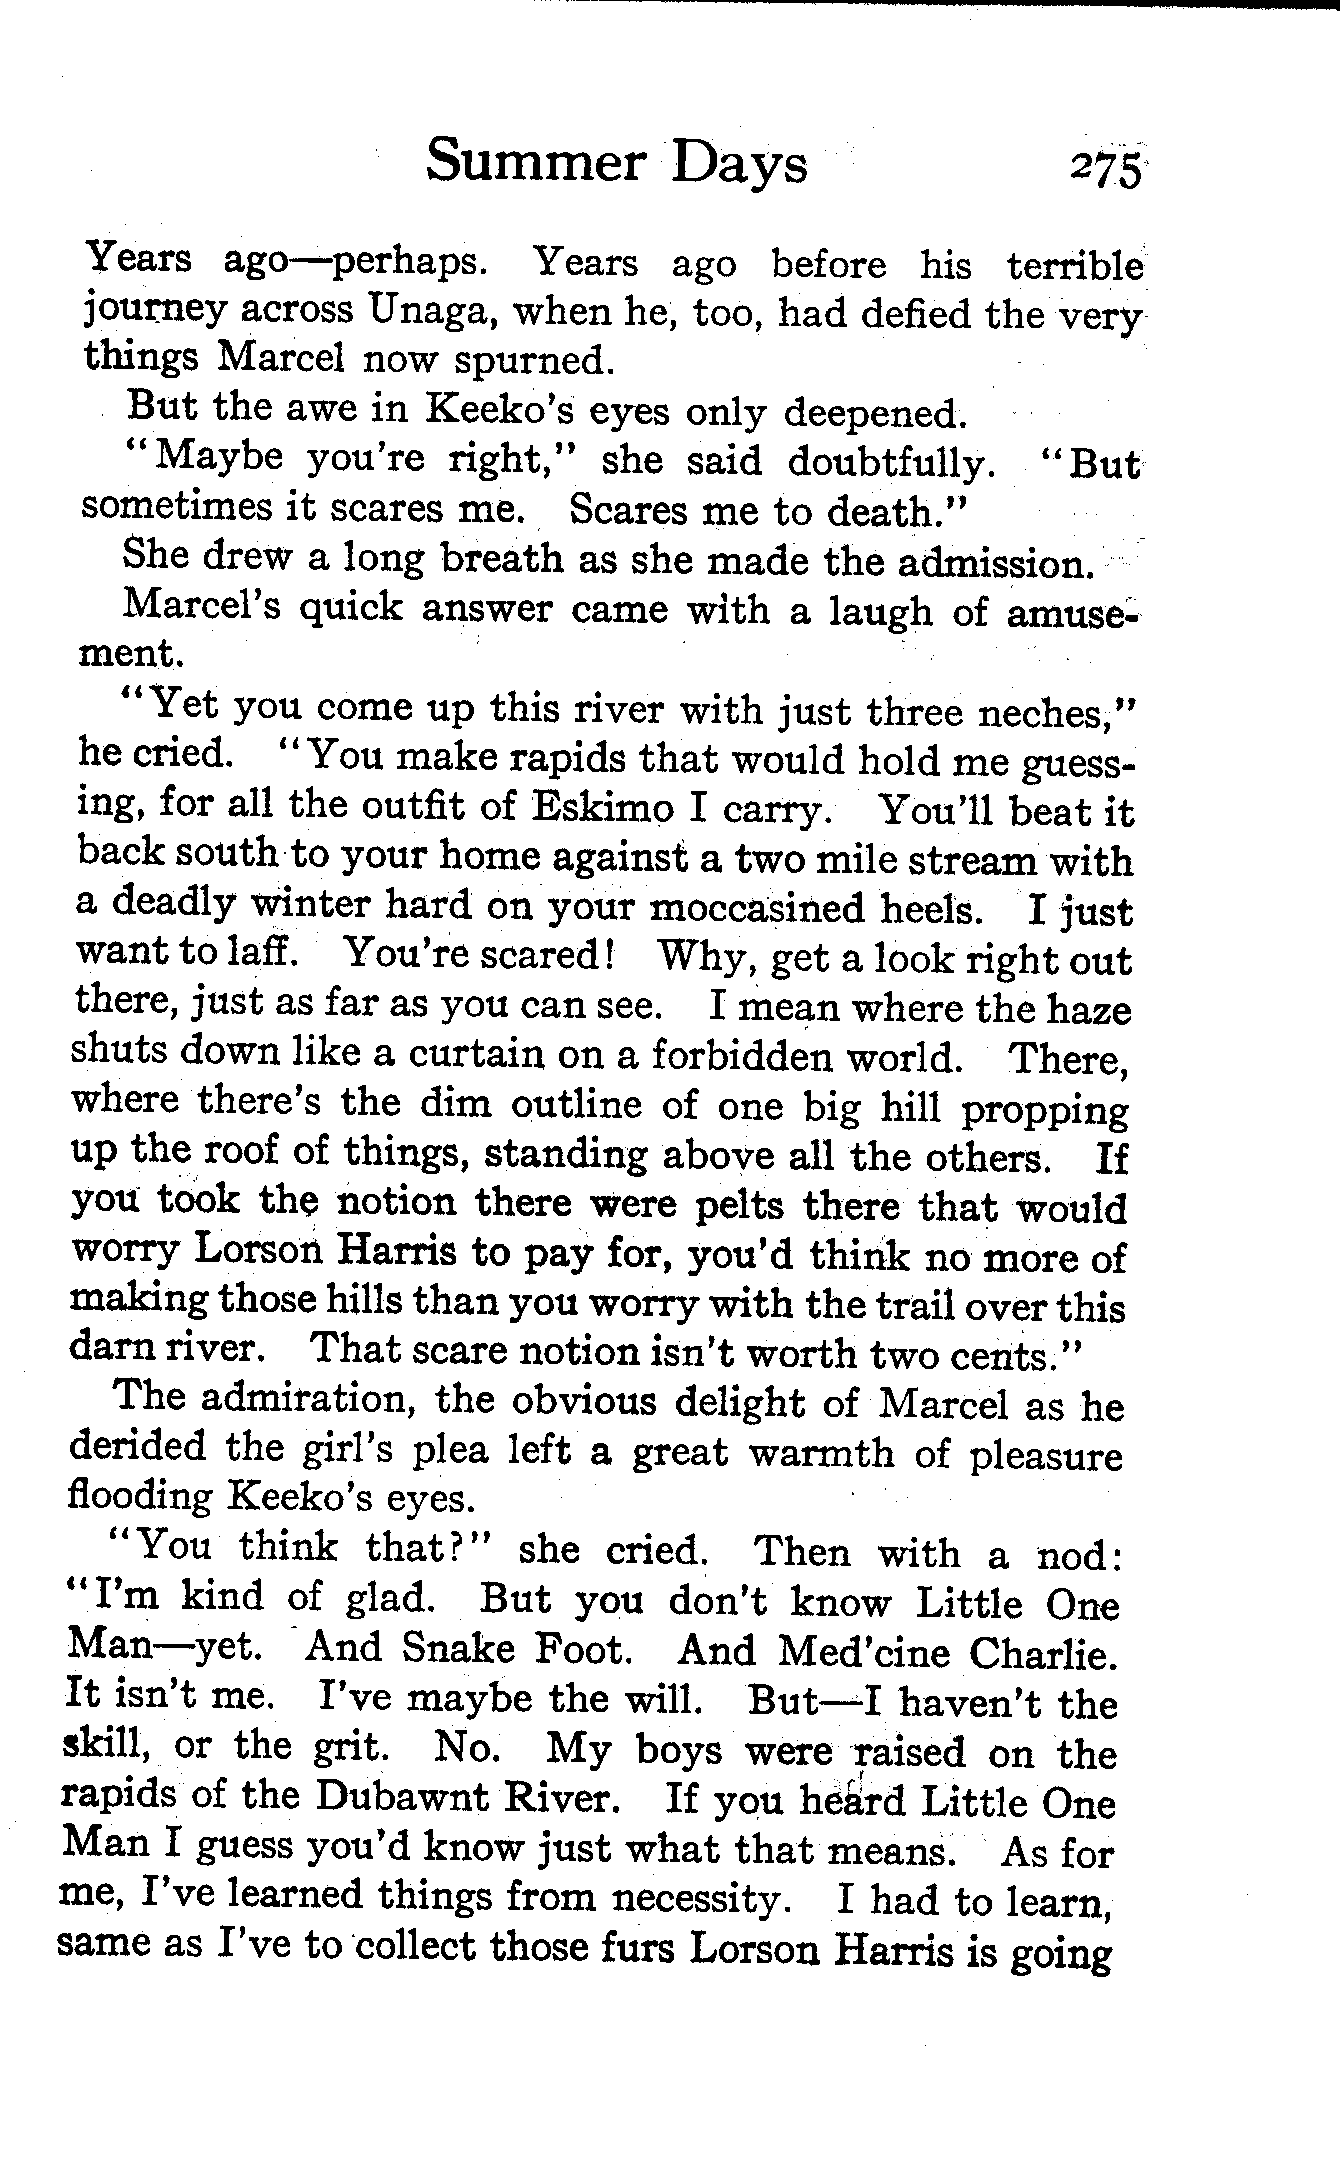 Summer Days 275
Years ago—perhaps. Years ago before his terrible
journey across Unaga, when he, too, had defied the very
things Marcel now spurned.
But the awe in Keeko's eyes only deepened.
"Maybe you're right," she said doubtfully. "But
sometimes it scares me. Scares me to death."
She drew a long breath as she made the admission.
Marcel's quick answer came with a laugh of amuse-
ment.
"Yet you come up this river with just three neches,"
he cried. "You make rapids that would hold me guess-
ing, for all the outfit of Eskimo I carry. You'll beat it
back south to your home against a two mile stream with
a deadly winter hard on your moccasined heels. I just
want to laff. You're scared! Why, get a look right out
there, just as far as you can see. I mean where the haze
shuts down like a curtain on a forbidden world. There,
where there's the dim outline of one big hill propping
up the roof of things, standing above all the others. If
you took the notion there were pelts there that would
worry Lorson Harris to pay for, you'd think no more of
making those hills than you worry with the trail over this
darn river. That scare notion isn't worth two cents."
The admiration, the obvious delight of Marcel as he
derided the girl's plea left a great warmth of pleasure
flooding Keeko's eyes.
"You think that?" she cried. Then with a nod:
"I'm kind of glad. But you don't know Little One
Man—yet. And Snake Foot. And Med'cine Charlie.
It isn't me. I've maybe the will. But—I haven't the
skill, or the grit. No. My boys were raised on the
rapids of the Dubawnt River. If you heard Little One
Man I guess you'd know just what that means. As for
me, I've learned things from necessity. I had to learn,
same as I've to collect those furs Lorson Harris is going